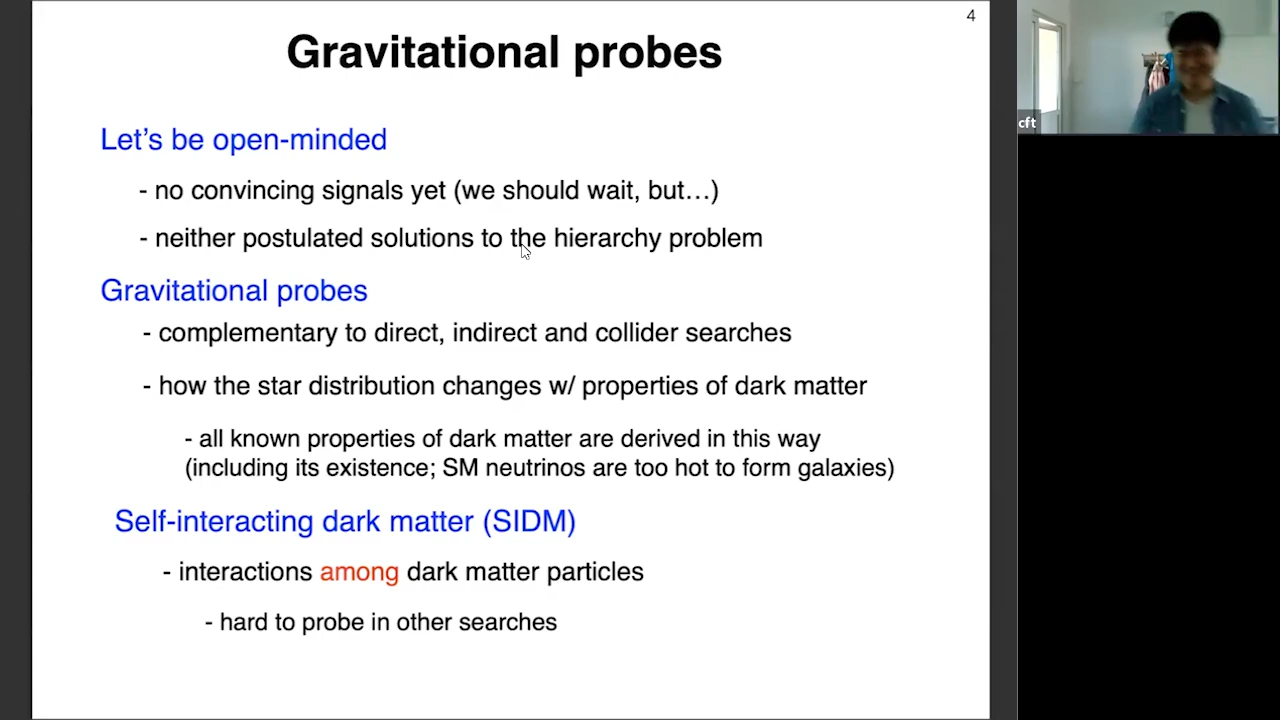 4
Gravitational probes
Let's be open-minded
- no convincing signals yet (we should wait, but…)
- neither postulated solutions to the hierarchy problem
Gravitational probes
- complementary to direct, indirect and collider searches
- how the star distribution changes w/ properties of dark matter
- all known properties of dark matter are derived in this way
(including its existence; SM neutrinos are too hot to form galaxies)
Self-interacting dark matter (SIDM)
- interactions among dark matter particles
- hard to probe in other searches
cft